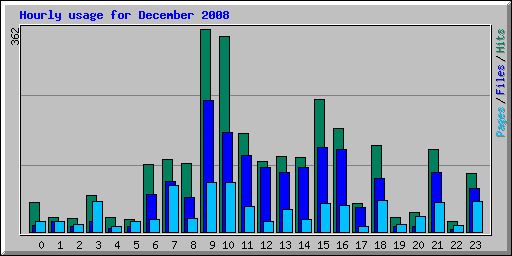 Hourly usage for December 2008
362
Pages / Files / Hits
0 1 2 3 4 5 6 7 8 9 10 11 12 13 14 15 16 17 18 19 20 21 22 23